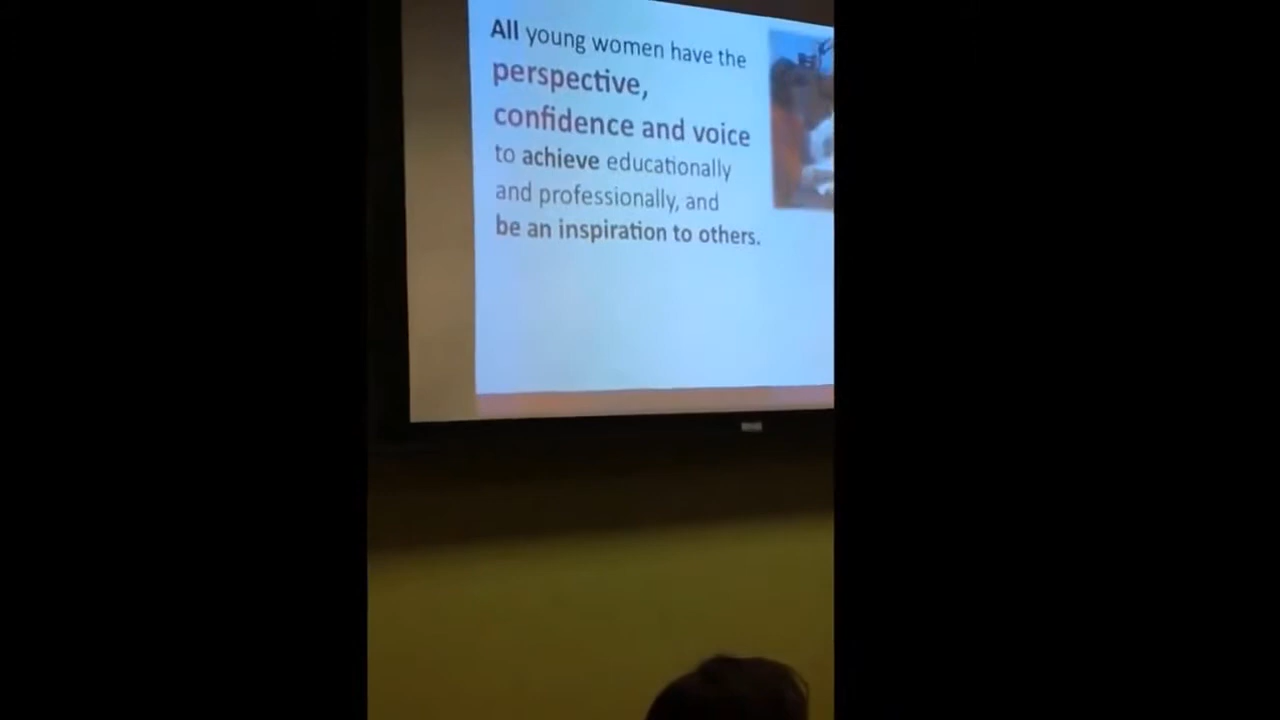 All young women have the
perspective,
confidence and voice
to achieve educationally
and professionally, and
be an inspiration to others.